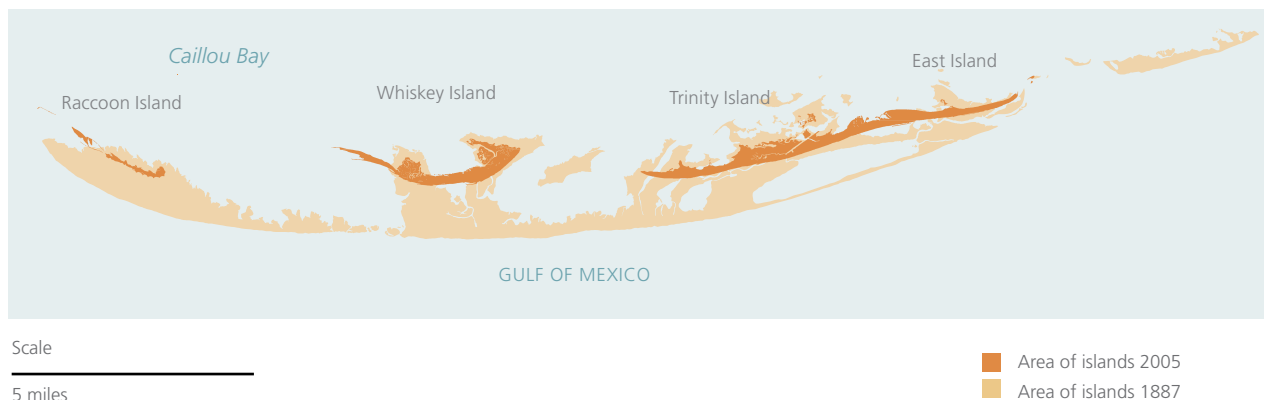 Caillou Bay
East Island
Raccoon Island
Whiskey Island
Trinity Island
GULF OF MEXICO
Scale
5 miles
Area of islands 2005
Area of islands 1887